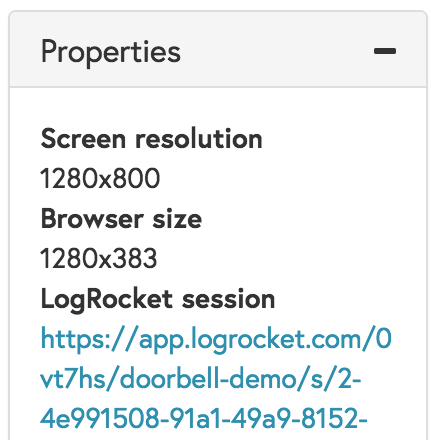 Properties
Screen resolution
1280x800
Browser size
1280x383
LogRocket session
https://app.logrocket.com/0
vt7hs/doorbell-demo/s/2-
4e991508-91a1-49a9-8152-